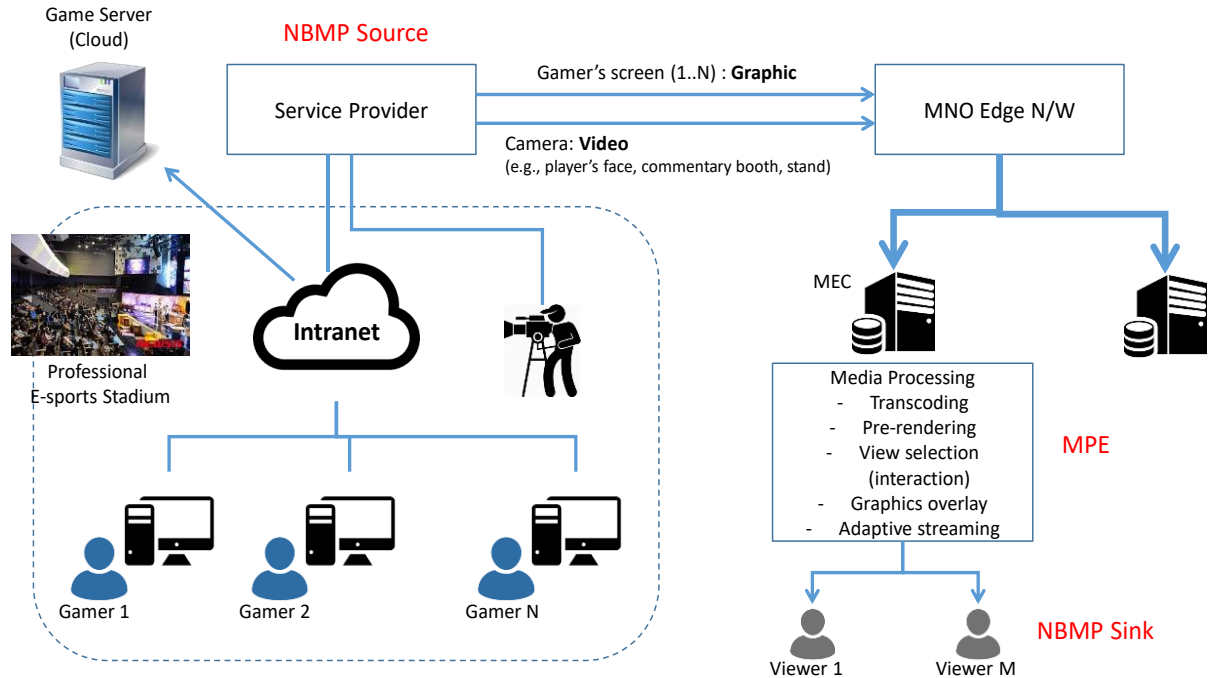 Game Server
(Cloud)
NBMP Source
Service Provider
Gamer's screen (1..N) : Graphic
Camera: Video
(e.g., player's face, commentary booth, stand)
MNO Edge N/W
Professional
E-sports Stadium
Intranet
MEC
Media Processing
- Transcoding
- Pre-rendering
- View selection
(interaction)
- Graphics overlay
- Adaptive streaming
MPE
Gamer 1
Gamer 2
Gamer N
Viewer 1
Viewer M
NBMP Sink